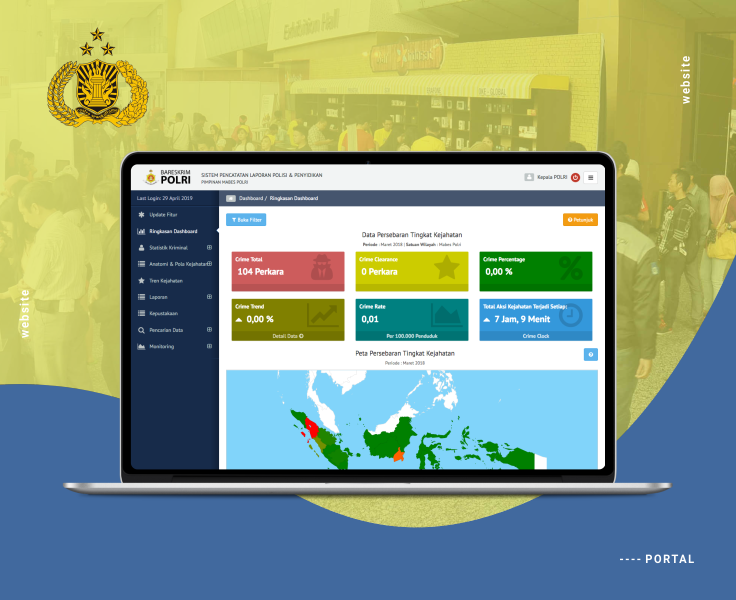 website
BARESKRIM
POLRI
SISTEM PENCATATAN LAPORAN POLISI & PENYIDIKAN
PIMPINAN MABES POLRI
Kepala POLRI
Last Login: 29 April 2019
Dashboard / Ringkasan Dashboard
Update Fitur
Ringkasan Dashboard
Statistik Kriminal
Anatomi & Pola Kejahatan
Tren Kejahatan
Laporan
Kepustakaan
Pencarian Data
Monitoring
Buka Filter
Petunjuk
Data Persebaran Tingkat Kejahatan
Periode : Maret 2018 | Satuan Wilayah : Mabes Polri
Crime Total
104 Perkara
Crime Clearance
0 Perkara
Crime Percentage
0,00 %
Crime Trend
0,00 %
Detail Data
Crime Rate
0,01
Per 100.000 Penduduk
Total Aksi Kejahatan Terjadi Setiap:
7 Jam, 9 Menit
Crime Clock
Peta Persebaran Tingkat Kejahatan
Periode : Maret 2018
website
---- PORTAL